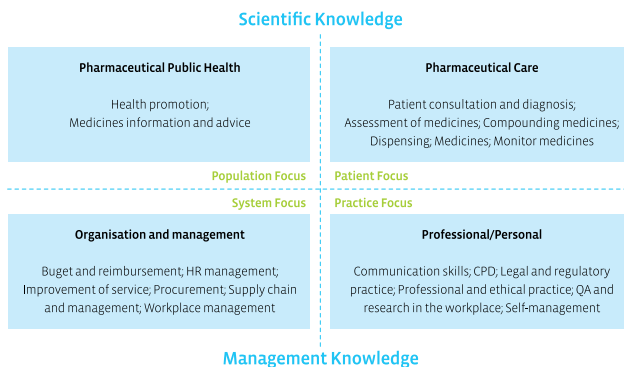 Scientific Knowledge
Pharmaceutical Public Health
Health promotion;
Medicines information and advice
Population Focus
Pharmaceutical Care
Patient consultation and diagnosis;
Assessment of medicines; Compounding medicines;
Dispensing; Medicines; Monitor medicines
Patient Focus
System Focus
Organisation and management
Buget and reimbursement; HR management;
Improvement of service; Procurement; Supply chain
and management; Workplace management
Practice Focus
Professional/Personal
Communication skills; CPD; Legal and regulatory
practice; Professional and ethical practice; QA and
research in the workplace; Self-management
Management Knowledge